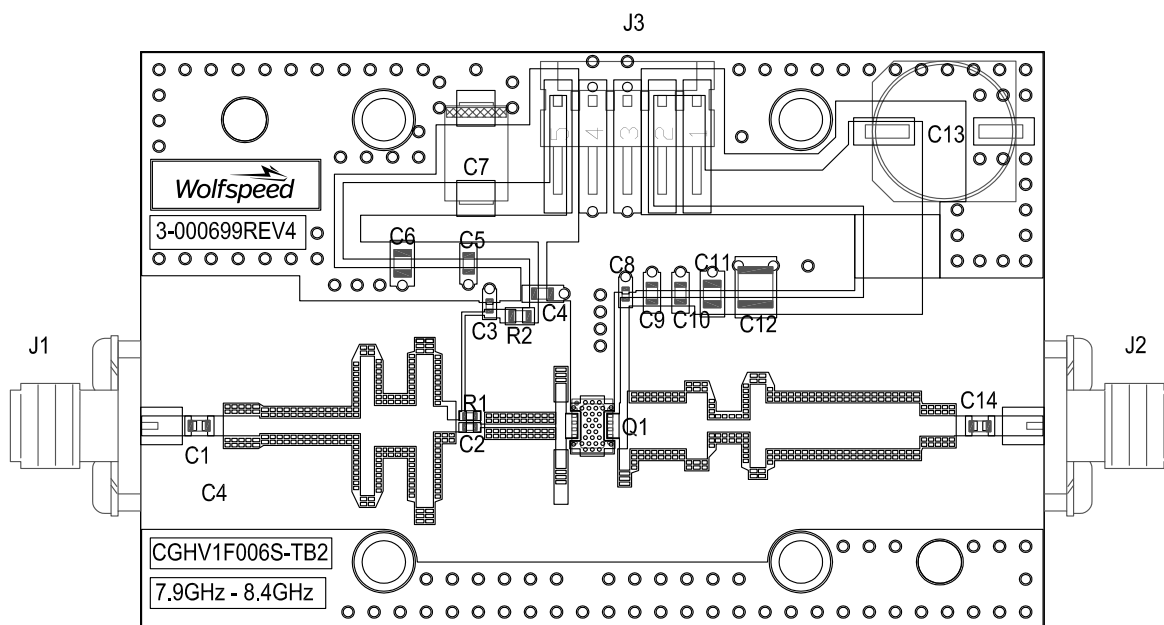 J3
5 4 3 2 1
C13
C7
Wolfspeed
3-000699REV4
C6 C5
C8 C11
C4
C3 R2
C9 C10 C12
J1
J2
R1
C2
Q1
C14
C1
C4
CGHV1F006S-TB2
7.9GHz - 8.4GHz